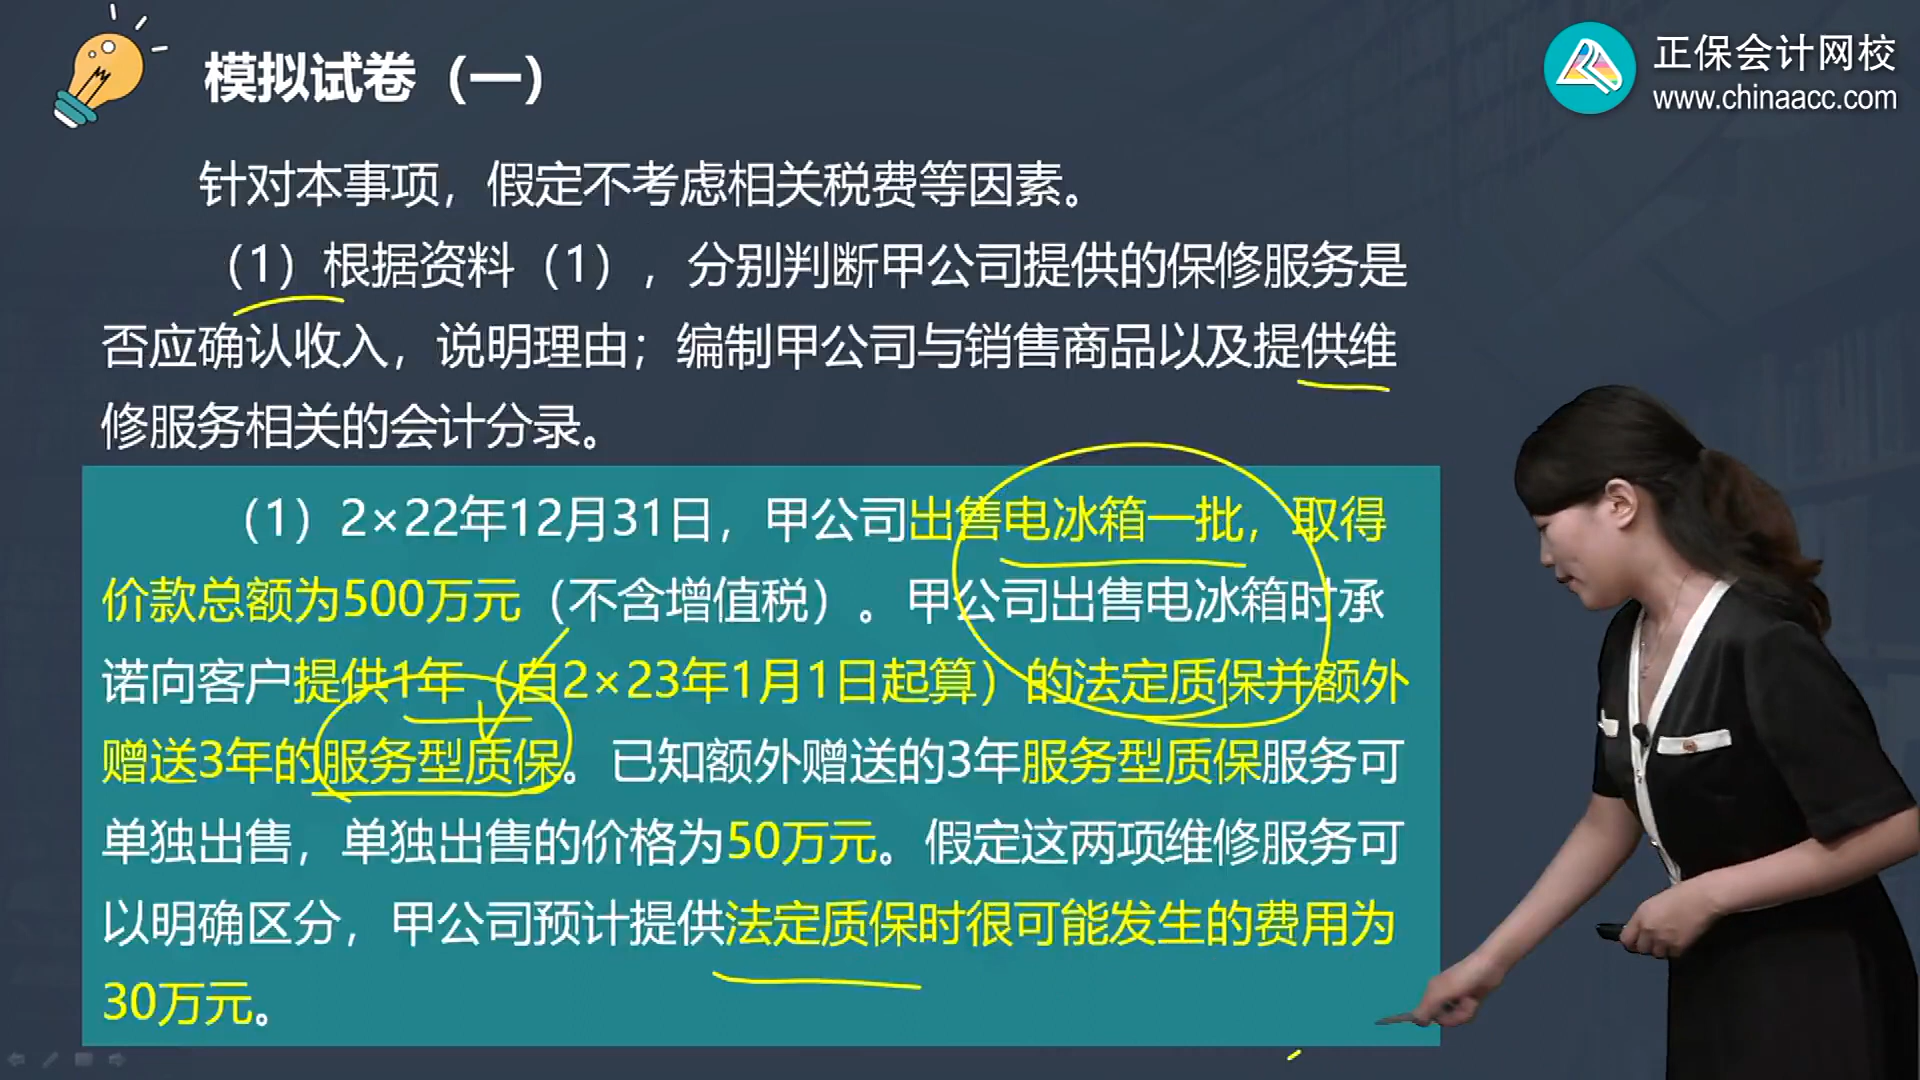 模拟试卷（一）
正保会计网校
www.chinaacc.com
针对本事项，假定不考虑相关税费等因素。
（1）根据资料（1），分别判断甲公司提供的保修服务是
否应确认收入，说明理由；编制甲公司与销售商品以及提供维
修服务相关的会计分录。
（1）2×22年12月31日，甲公司出售电冰箱一批，取得
价款总额为500万元（不含增值税）。甲公司出售电冰箱时承
诺向客户提供1年（自2×23年1月1日起算）的法定质保并额外
赠送3年的服务型质保。已知额外赠送的3年服务型质保服务可
单独出售，单独出售的价格为50万元。假定这两项维修服务可
以明确区分，甲公司预计提供法定质保时很可能发生的费用为
30万元。